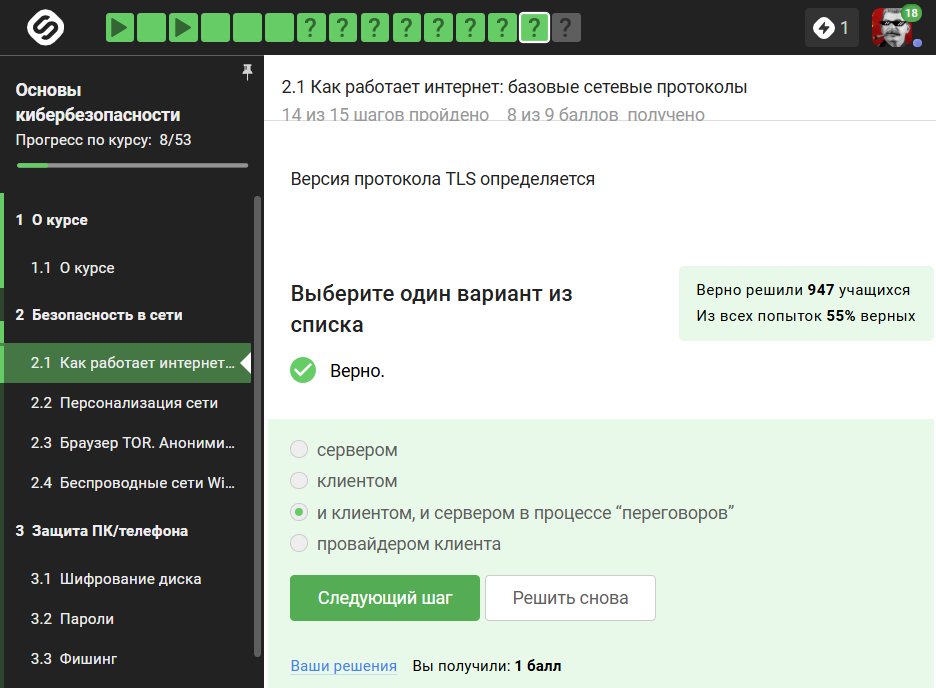 ? ? ? ? ? ? ? ? ?
1
18
Основы
кибербезопасности
Прогресс по курсу: 8/53
1 О курсе
1.1 О курсе
2 Безопасность в сети
2.1 Как работает интернет...
2.2 Персонализация сети
2.3 Браузер TOR. Аноними...
2.4 Беспроводные сети Wi...
3 Защита ПК/телефона
3.1 Шифрование диска
3.2 Пароли
3.3 Фишинг
2.1 Как работает интернет: базовые сетевые протоколы
14 из 15 шагов пройдено 8 из 9 баллов получено
Версия протокола TLS определяется
Выберите один вариант из
списка
Верно решили 947 учащихся
Из всех попыток 55% верных
Верно.
сервером
клиентом
и клиентом, и сервером в процессе “переговоров”
провайдером клиента
Следующий шаг
Решить снова
Ваши решения Вы получили: 1 балл